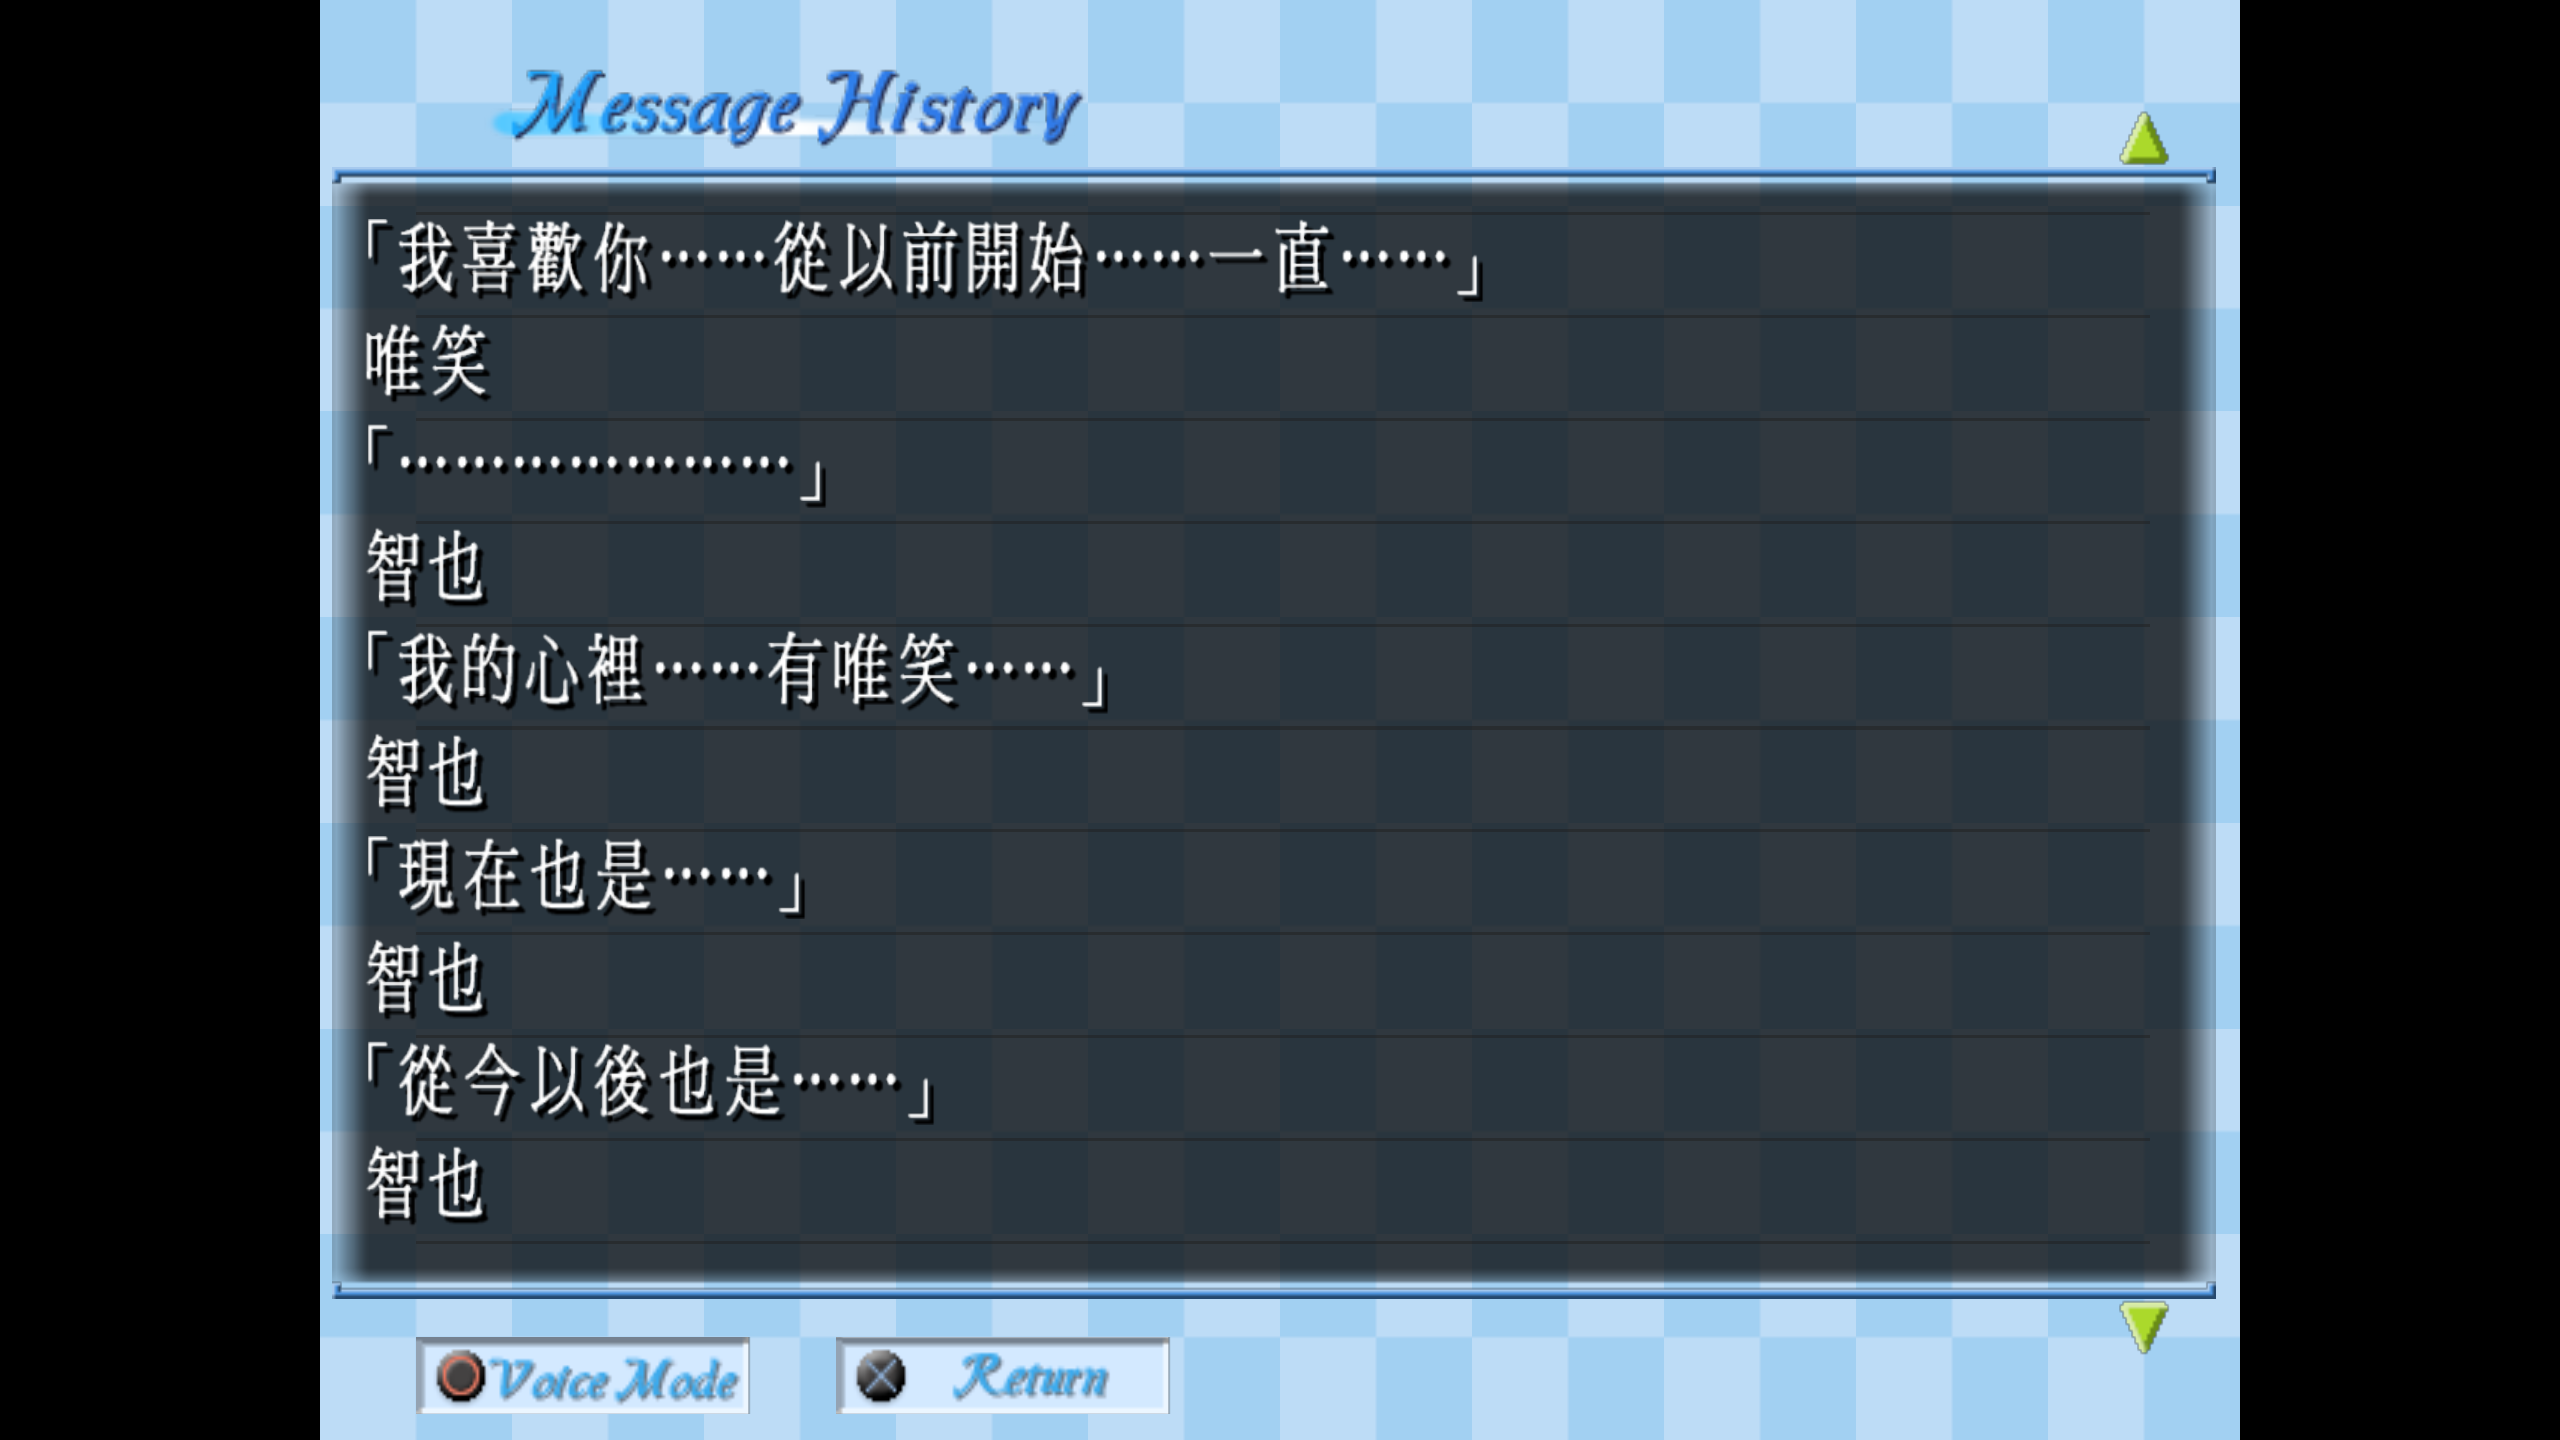 Message History
「我喜歡你……從以前開始……一直……」
唯笑
「…………………」
智也
「我的心裡……有唯笑……」
智也
「現在也是……」
智也
「從今以後也是……」
智也
Voice Mode
Return